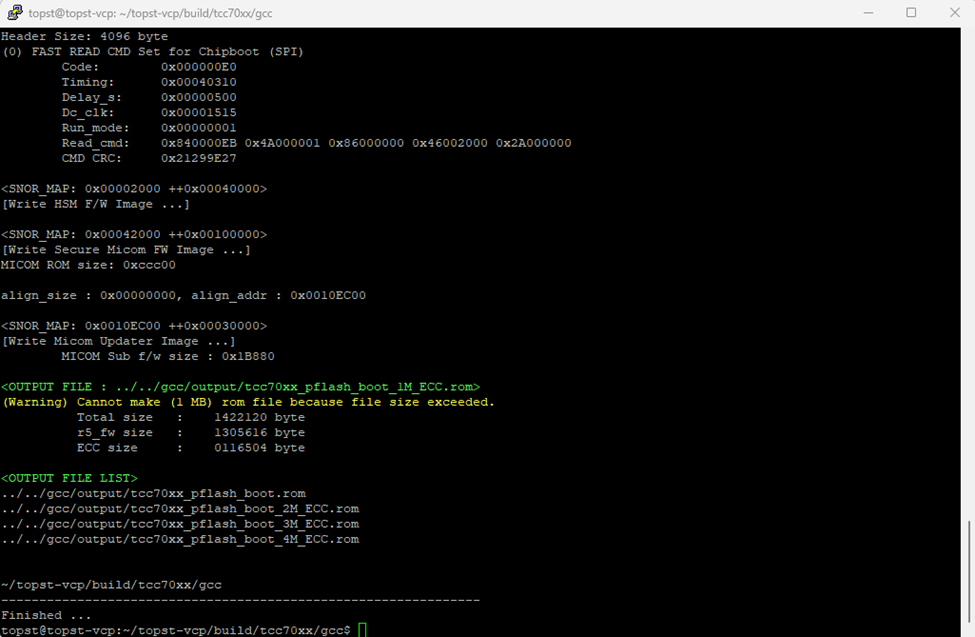 topst@topst-vcp: ~/topst-vcp/build/tcc70xx/gcc
Header Size: 4096 byte
(0) FAST READ CMD Set for Chipboot (SPI)
Code: 0x000000E0
Timing: 0x00040310
Delay_s: 0x00000500
Dc_clk: 0x00001515
Run_mode: 0x00000001
Read_cmd: 0x840000EB 0x4A000001 0x86000000 0x46002000 0x2A000000
CMD CRC: 0x21299E27
<SNOR_MAP: 0x00002000 ++0x00040000>
[Write HSM F/W Image ...]
<SNOR_MAP: 0x00042000 ++0x00100000>
[Write Secure Micom FW Image ...]
MICOM ROM size: 0xccc00
align_size : 0x00000000, align_addr : 0x0010EC00
<SNOR_MAP: 0x0010EC00 ++0x00030000>
[Write Micom Updater Image ...]
MICOM Sub f/w size : 0x1B880
<OUTPUT FILE : ../../gcc/output/tcc70xx_pflash_boot_1M_ECC.rom>
(Warning) Cannot make (1 MB) rom file because file size exceeded.
Total size : 1422120 byte
r5_fw size : 1305616 byte
ECC size : 0116504 byte
<OUTPUT FILE LIST>
../../gcc/output/tcc70xx_pflash_boot.rom
../../gcc/output/tcc70xx_pflash_boot_2M_ECC.rom
../../gcc/output/tcc70xx_pflash_boot_3M_ECC.rom
../../gcc/output/tcc70xx_pflash_boot_4M_ECC.rom
~/topst-vcp/build/tcc70xx/gcc
---------------------------------------------------------------
Finished ...
topst@topst-vcp:~/topst-vcp/build/tcc70xx/gcc$